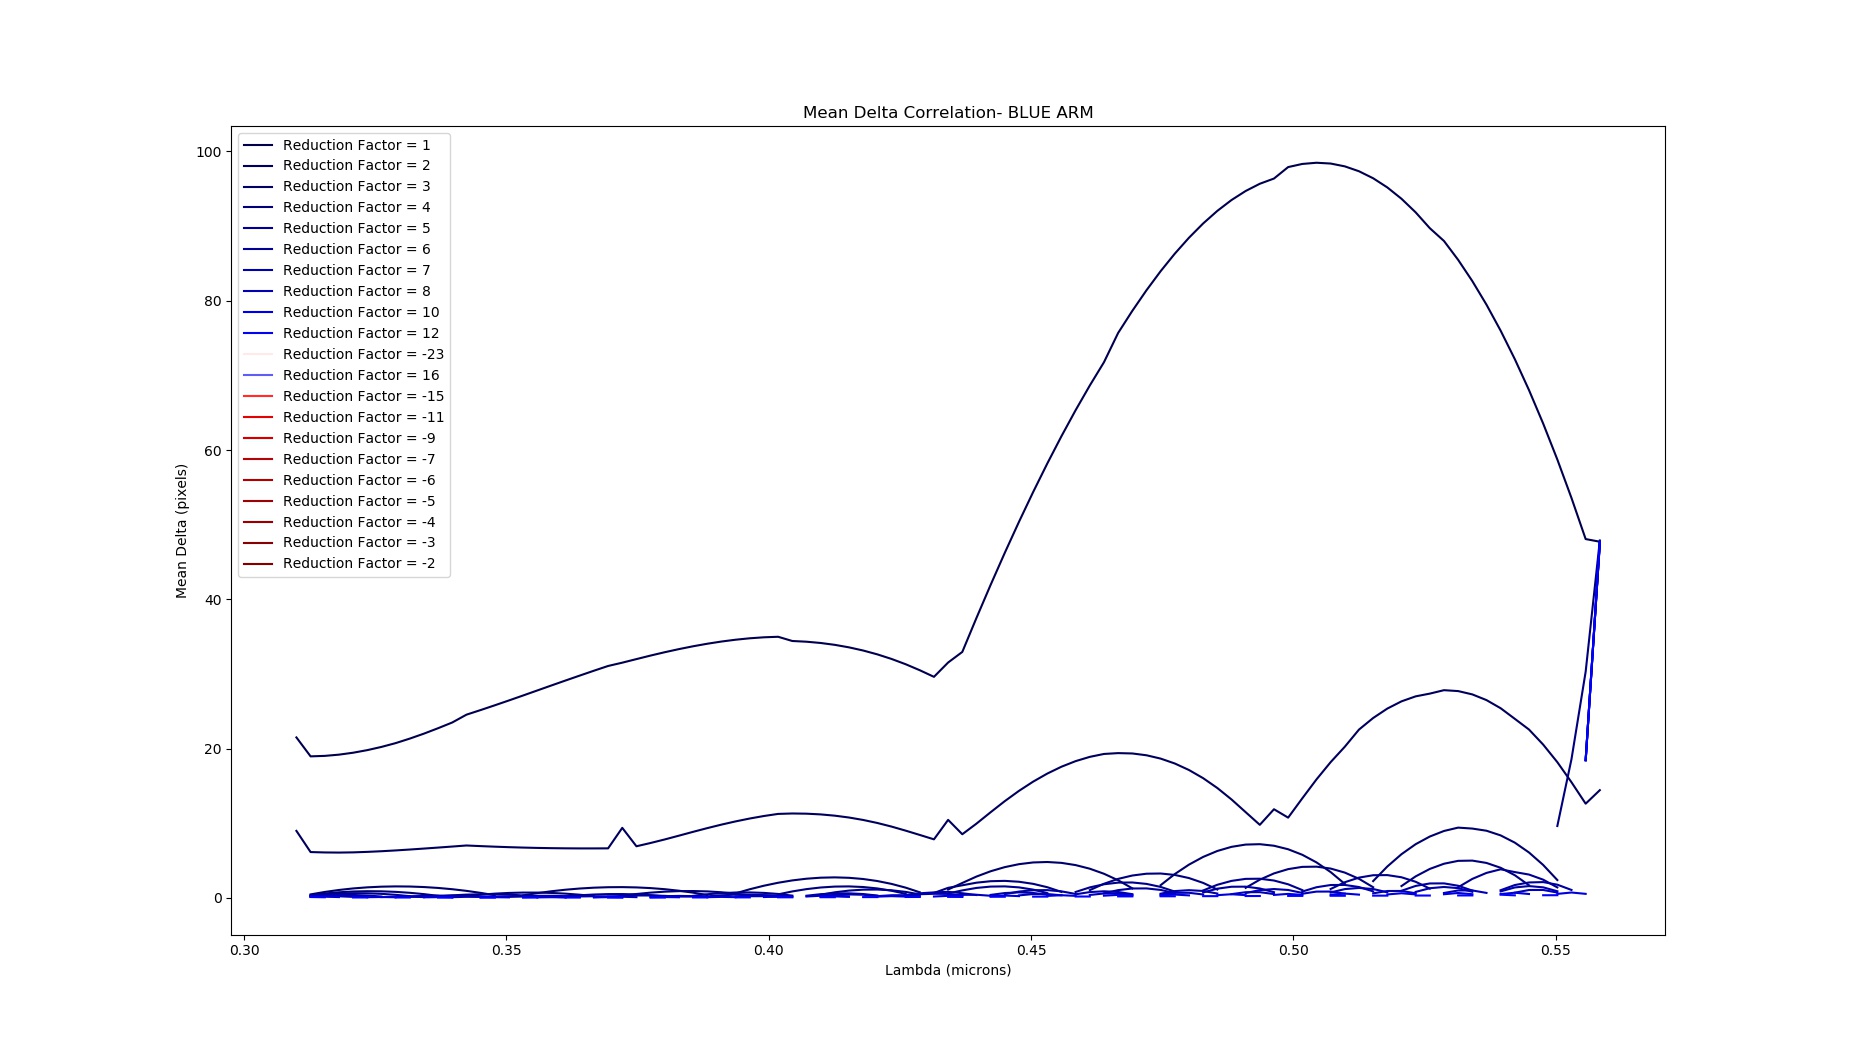 Mean Delta Correlation- BLUE ARM
100
80
60
40
20
0
Mean Delta (pixels)
Reduction Factor = 1
Reduction Factor = 2
Reduction Factor = 3
Reduction Factor = 4
Reduction Factor = 5
Reduction Factor = 6
Reduction Factor = 7
Reduction Factor = 8
Reduction Factor = 10
Reduction Factor = 12
Reduction Factor = -23
Reduction Factor = 16
Reduction Factor = -15
Reduction Factor = -11
Reduction Factor = -9
Reduction Factor = -7
Reduction Factor = -6
Reduction Factor = -5
Reduction Factor = -4
Reduction Factor = -3
Reduction Factor = -2
0.30 0.35 0.40 0.45 0.50 0.55
Lambda (microns)